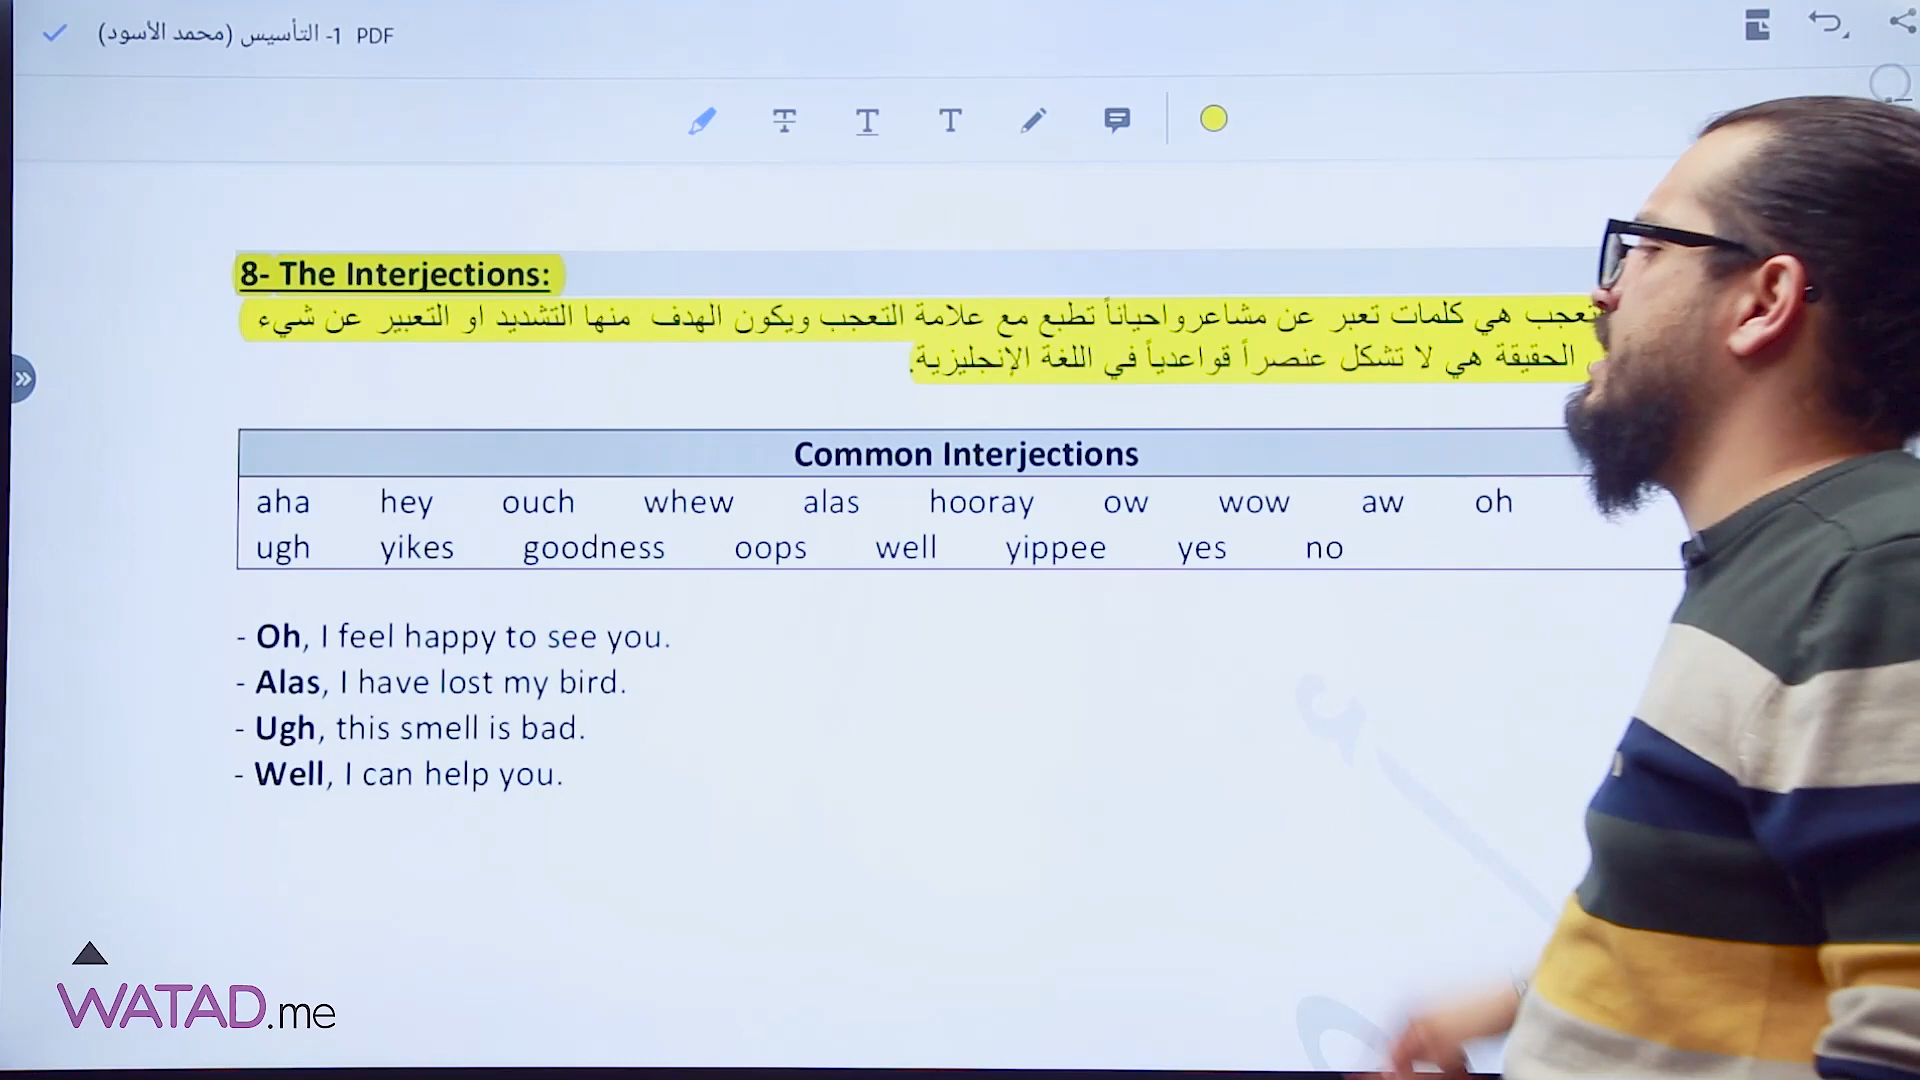 1- التأسيس (محمد الأسود) PDF
8- The Interjections:
تعجب هي كلمات تعبر عن مشاعرواحياناً تطبع مع علامة التعجب ويكون الهدف منها التشديد او التعبير عن شيء
الحقيقة هي لا تشكل عنصراً قواعدياً في اللغة الإنجليزية.
Common Interjections
aha hey ouch whew alas hooray ow wow aw oh
ugh yikes goodness oops well yippee yes no
- Oh, I feel happy to see you.
- Alas, I have lost my bird.
- Ugh, this smell is bad.
- Well, I can help you.
WATAD.me